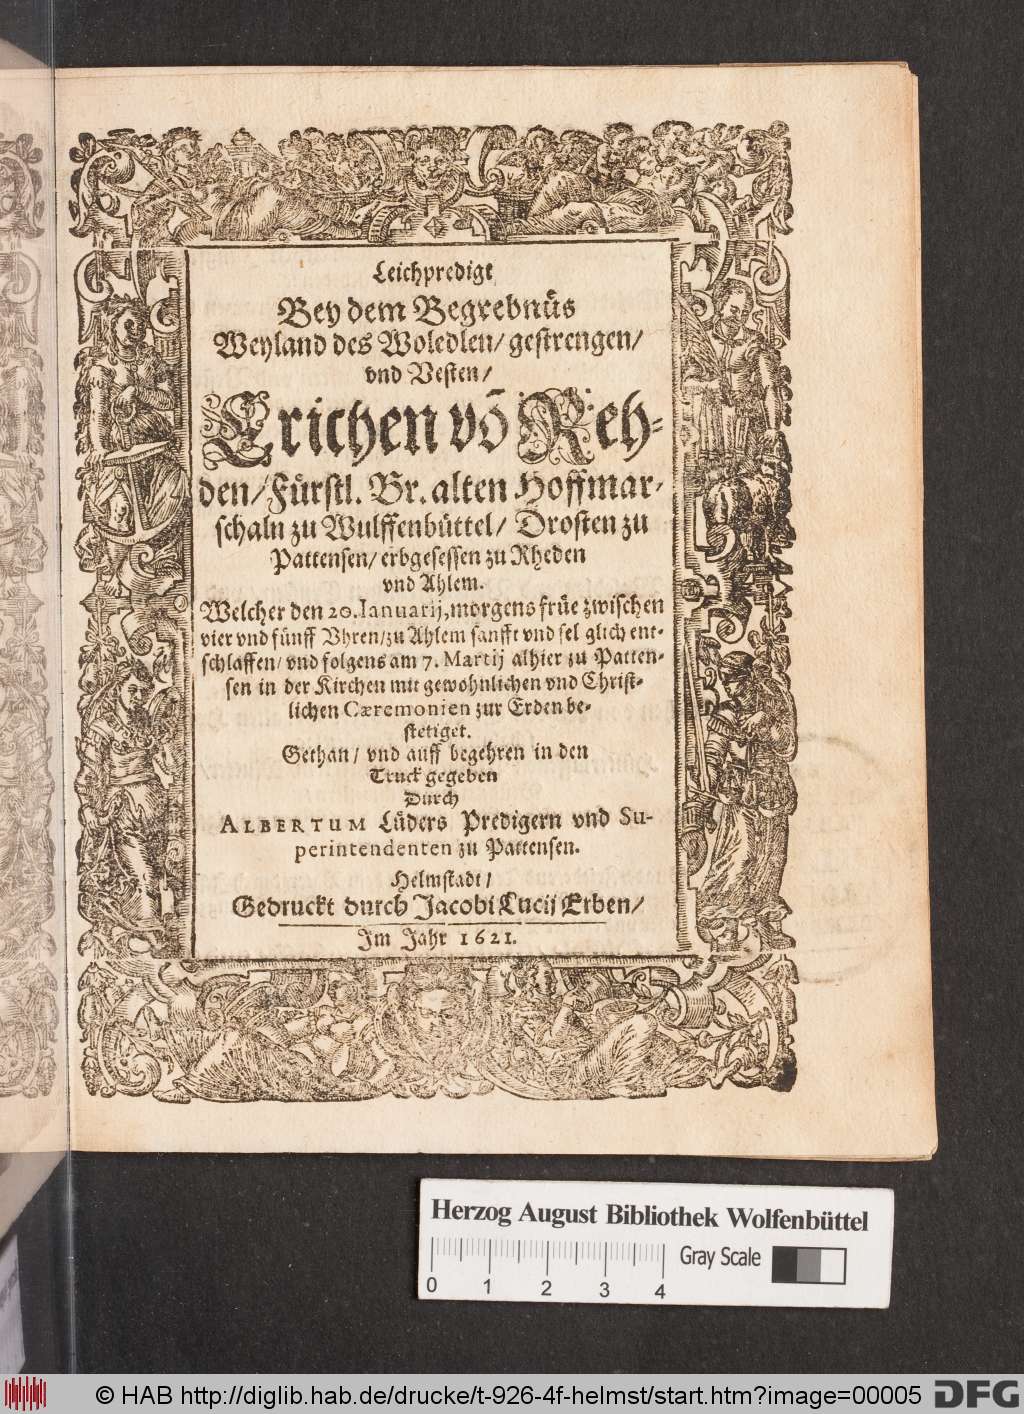 Leichpredigt
Bey dem Begrebnüs
Weyland des Woledlen/ gestrengen/
vnd Vesten/
Erichen vō Reh-
den/ Fürstl. Br. alten Hoffmar-
schaln zu Wulffenbüttel/ Drosten zu
Pattensen/ erbgesessen zu Rheden
vnd Ahlem.
Welcher den 20. Ianuarij, morgens früe zwischen
vier vnd fünff Vhren/ zu Ahlem sanfft vnd sel glich ent-
schlaffen/ vnd folgens am 7. Martij alhier zu Patten-
sen in der Kirchen mit gewohnlichen vnd Christ-
lichen Cæremonien zur Erden be-
stetiget.
Gethan/ vnd auff begehren in den
Truck gegeben
Durch
ALBERTUM Lüders Predigern vnd Su-
perintendenten zu Pattensen.
Helmstadt/
Gedruckt durch Jacobi Lucij Erben/
Im Jahr 1621.
Herzog August Bibliothek Wolfenbüttel
Gray Scale
0 1 2 3 4
© HAB http://diglib.hab.de/drucke/t-926-4f-helmst/start.htm?image=00005
DFG